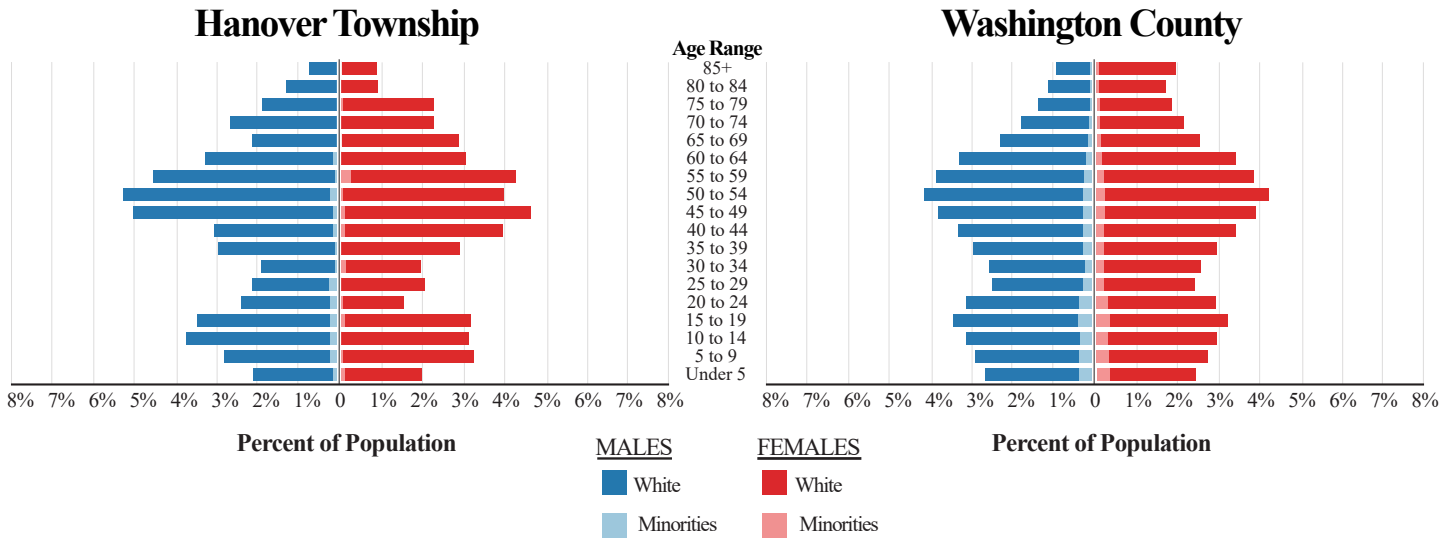 Hanover Township
Washington County
Age Range
85+
80 to 84
75 to 79
70 to 74
65 to 69
60 to 64
55 to 59
50 to 54
45 to 49
40 to 44
35 to 39
30 to 34
25 to 29
20 to 24
15 to 19
10 to 14
5 to 9
Under 5
8% 7% 6% 5% 4% 3% 2% 1% 0 1% 2% 3% 4% 5% 6% 7% 8%
8% 7% 6% 5% 4% 3% 2% 1% 0 1% 2% 3% 4% 5% 6% 7% 8%
Percent of Population
Percent of Population
MALES
White
Minorities
FEMALES
White
Minorities